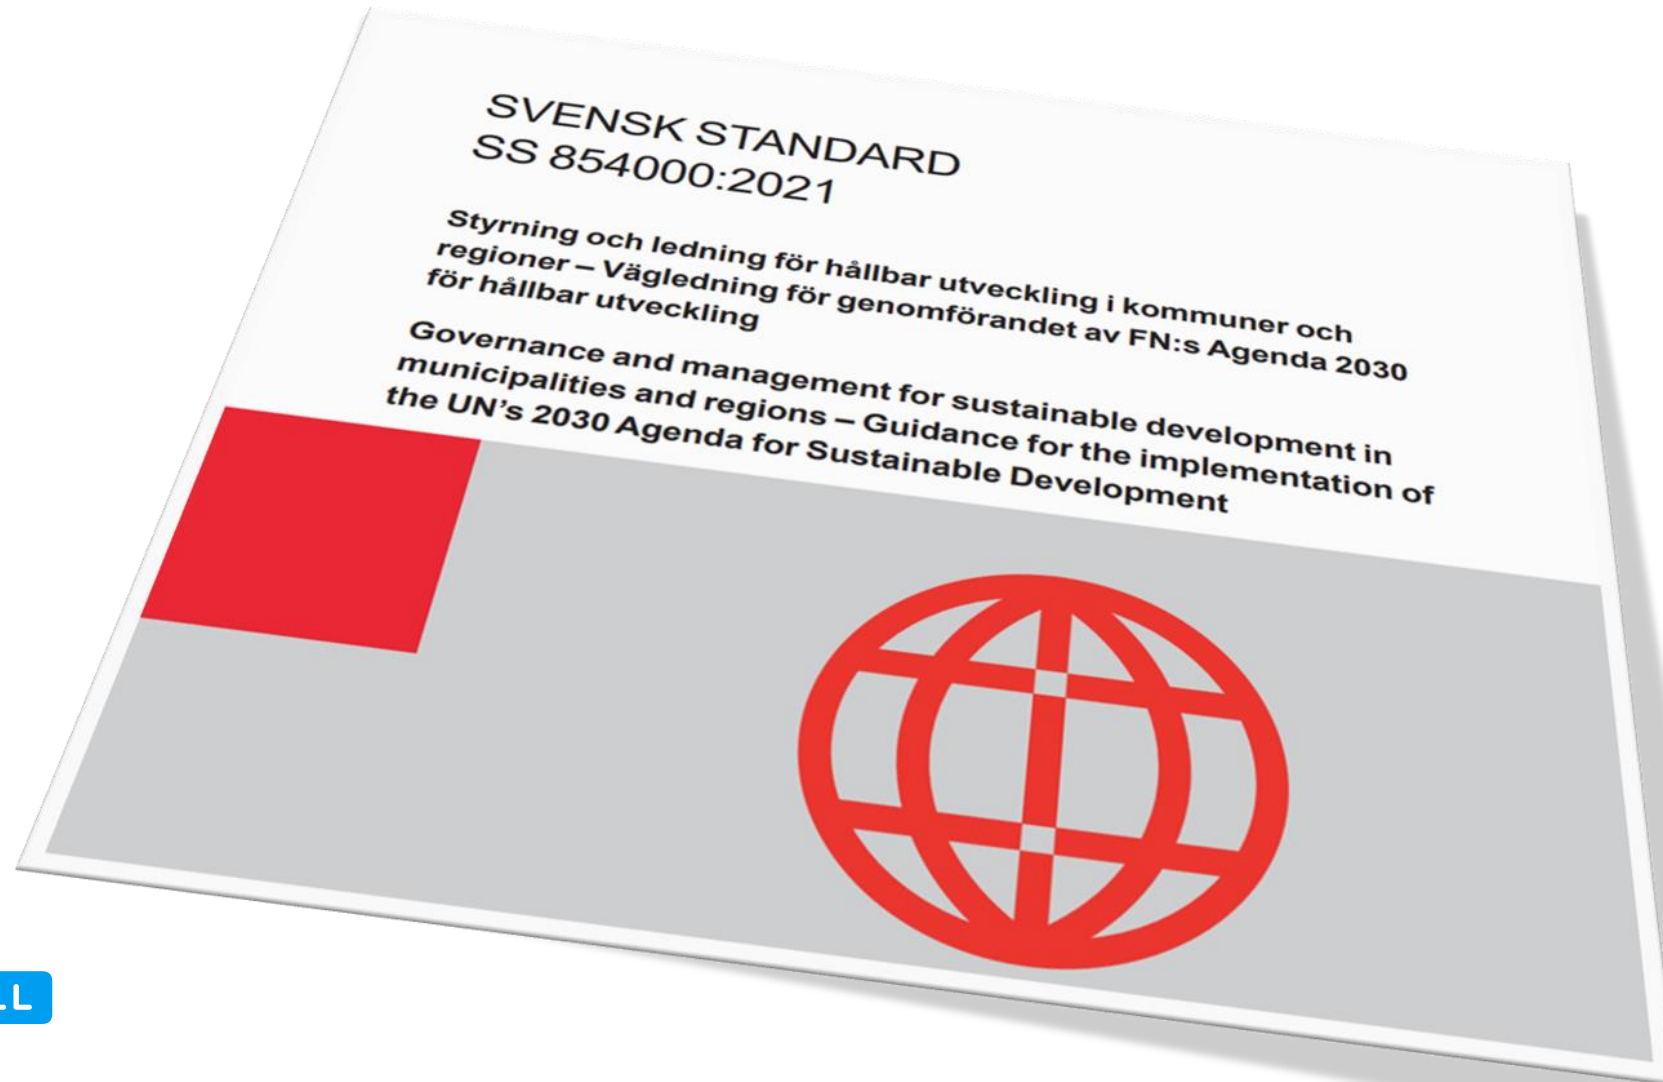 SVENSK STANDARD
SS 854000:2021
Styrning och ledning för hållbar utveckling i kommuner och
regioner – Vägledning för genomförandet av FN:s Agenda 2030
för hållbar utveckling
Governance and management for sustainable development in
municipalities and regions – Guidance for the implementation of
the UN’s 2030 Agenda for Sustainable Development